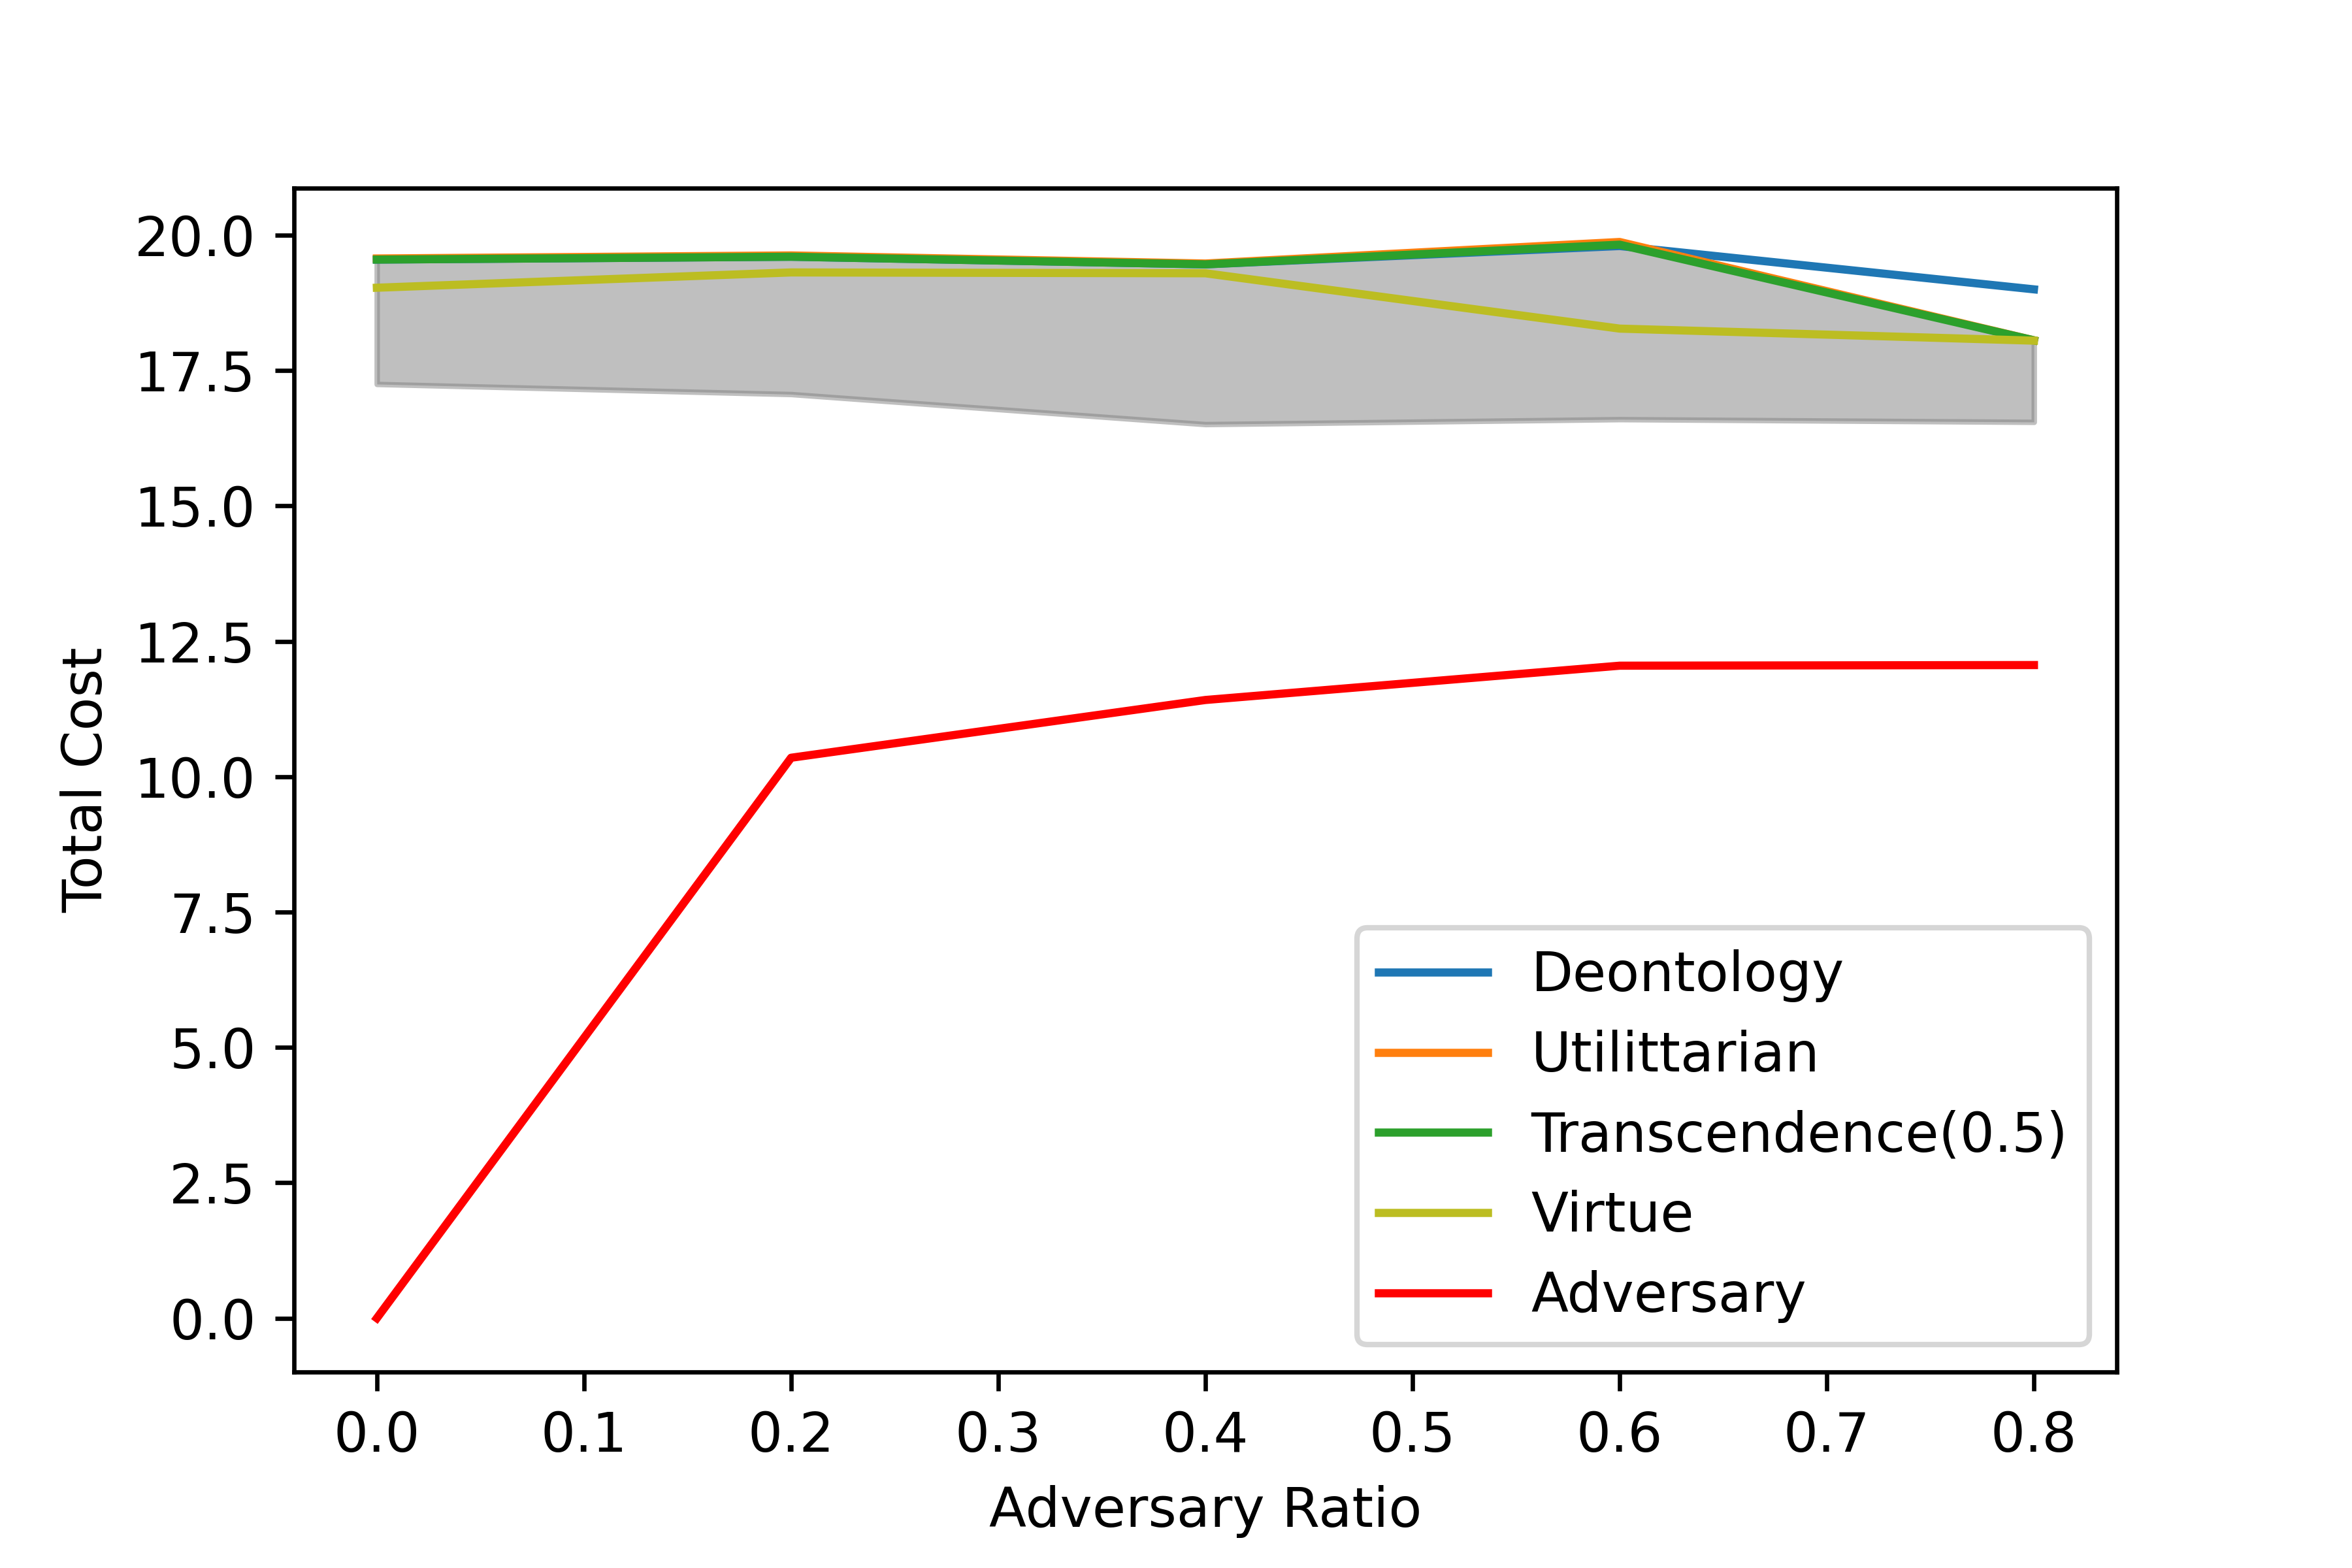 20.0
17.5
15.0
12.5
10.0
7.5
5.0
2.5
0.0
Total Cost
Deontology
Utilittarian
Transcendence(0.5)
Virtue
Adversary
0.0 0.1 0.2 0.3 0.4 0.5 0.6 0.7 0.8
Adversary Ratio